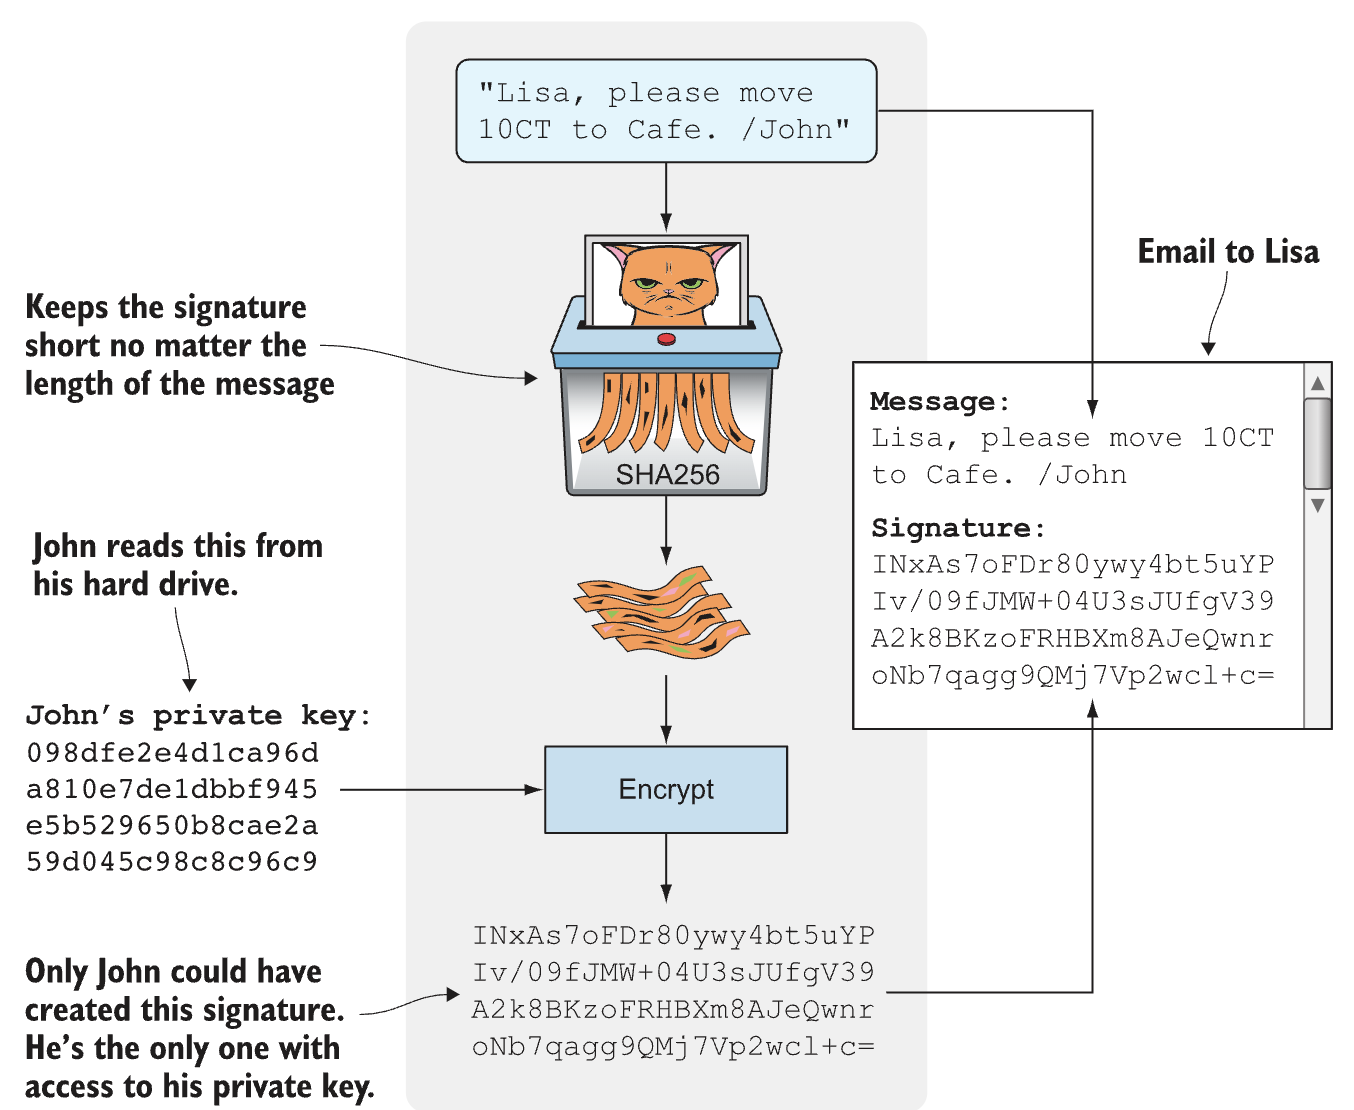 "Lisa, please move
10CT to Cafe. /John"
Email to Lisa
Keeps the signature
short no matter the
length of the message
SHA256
Message:
Lisa, please move 10CT
to Cafe. /John
Signature:
INxAs7oFDr80ywy4bt5uYP
Iv/09fJMW+04U3sJUfgV39
A2k8BKzoFRHBXm8AJeQwnr
oNb7qagg9QMj7Vp2wcl+c=
John reads this from
his hard drive.
John's private key:
098dfe2e4d1ca96d
a810e7de1dbbf945
e5b529650b8cae2a
59d045c98c8c96c9
Encrypt
INxAs7oFDr80ywy4bt5uYP
Iv/09fJMW+04U3sJUfgV39
A2k8BKzoFRHBXm8AJeQwnr
oNb7qagg9QMj7Vp2wcl+c=
Only John could have
created this signature.
He's the only one with
access to his private key.